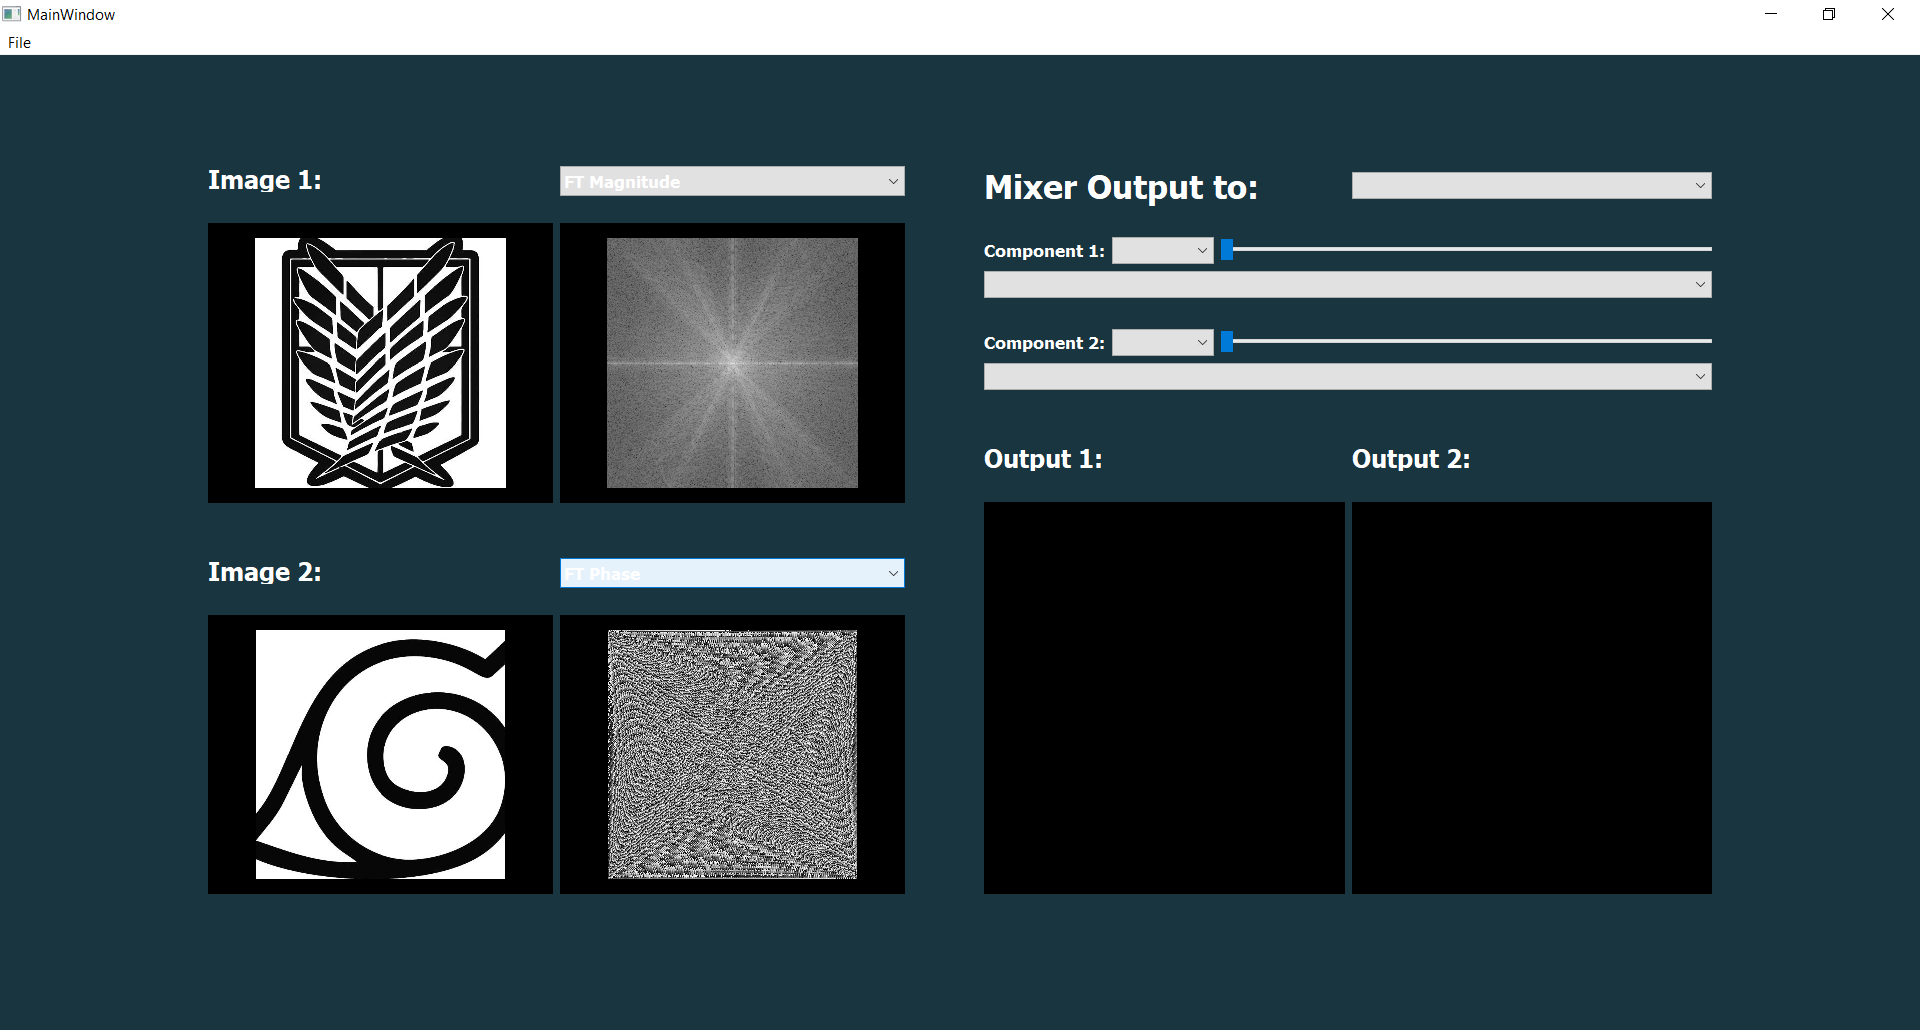 MainWindow
File
Image 1:
FT Magnitude
Image 2:
FT Phase
Mixer Output to:
Component 1:
Component 2:
Output 1:
Output 2: